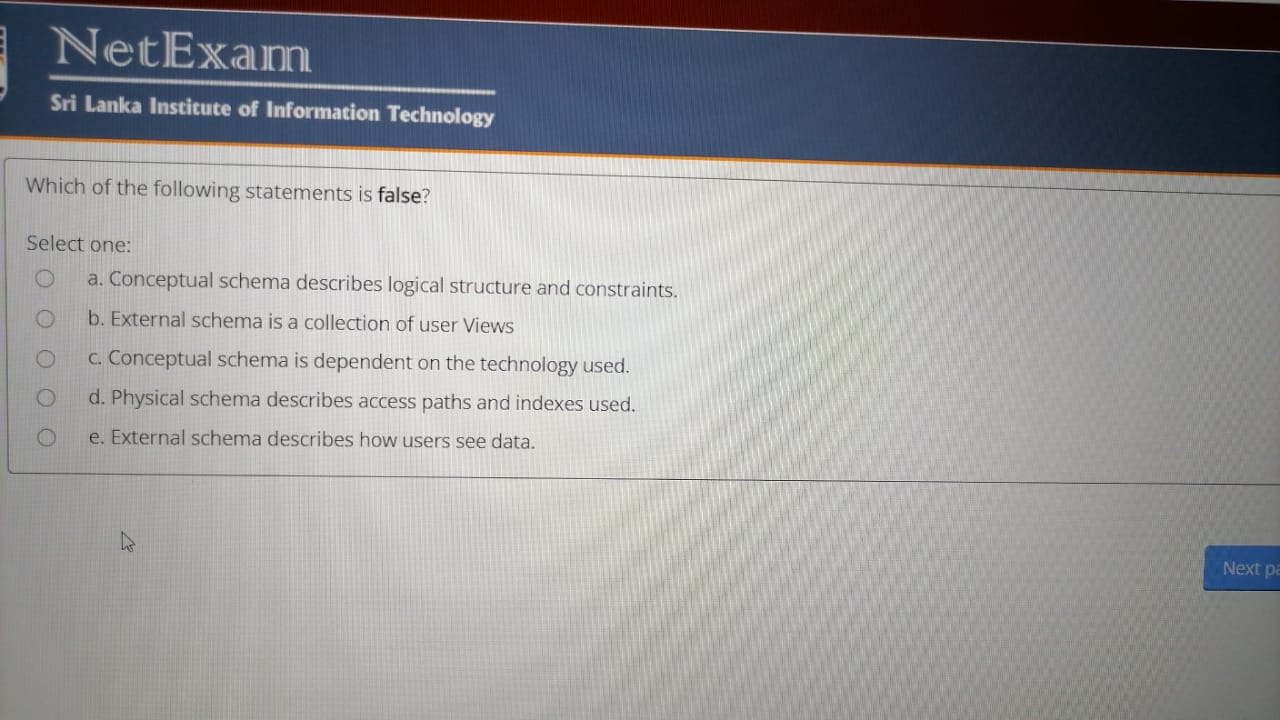 NetExam
Sri Lanka Institute of Information Technology
Which of the following statements is false?
Select one:
a. Conceptual schema describes logical structure and constraints.
b. External schema is a collection of user Views
c. Conceptual schema is dependent on the technology used.
d. Physical schema describes access paths and indexes used.
e. External schema describes how users see data.
Next pa